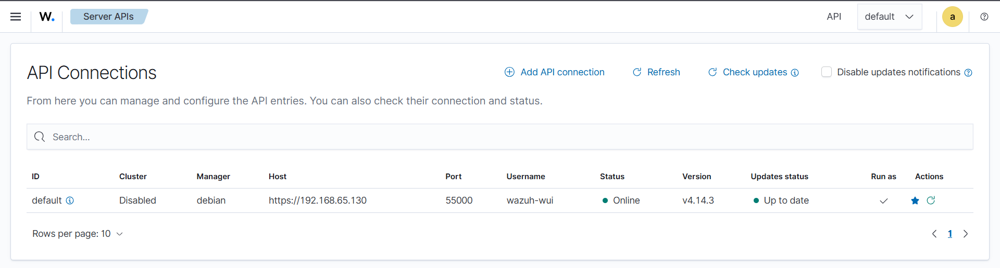 W. Server APIs API default a
API Connections Add API connection Refresh Check updates Disable updates notifications
From here you can manage and configure the API entries. You can also check their connection and status.
Search...
ID Cluster Manager Host Port Username Status Version Updates status Run as Actions
default Disabled debian https://192.168.65.130 55000 wazuh-wui Online v4.14.3 Up to date
Rows per page: 10 1